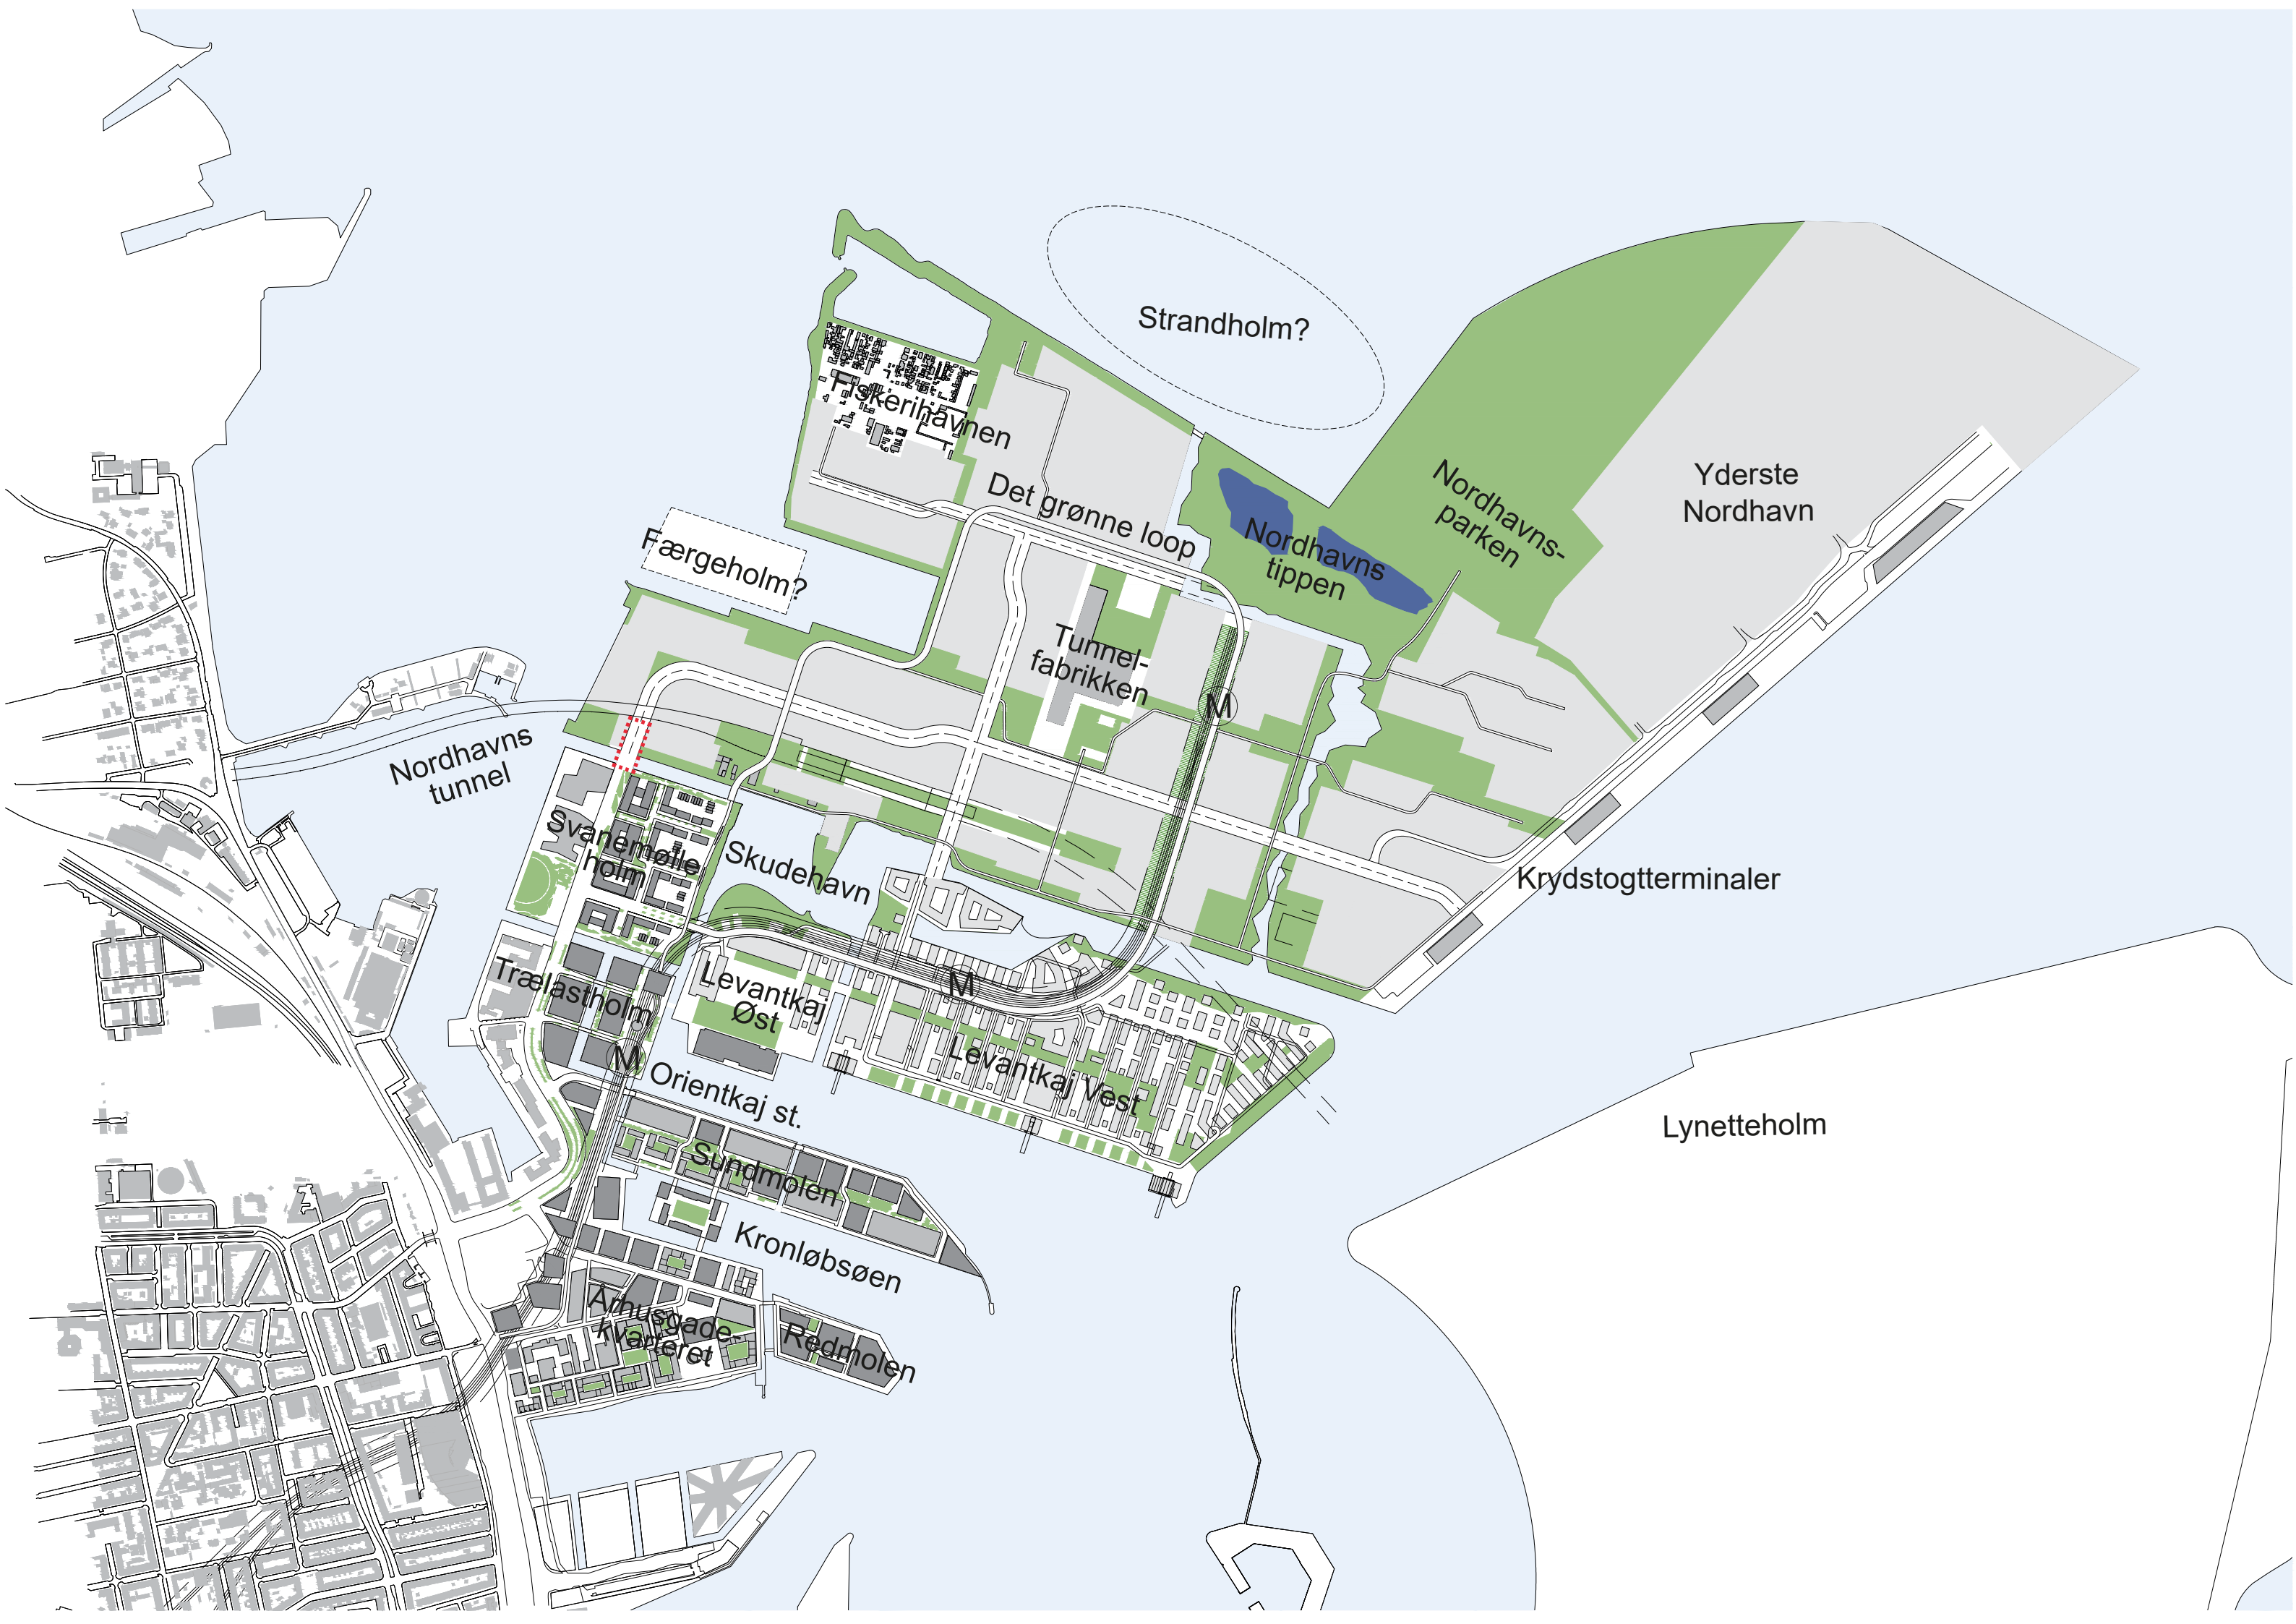 Strandholm?
Fiskerihavnen
Det grønne loop
Nordhavns-
parken
Yderste
Nordhavn
Færgeholm?
Nordhavns
tippen
Tunnel-
fabrikken
M
Nordhavns
tunnel
Svanemølle
holm
Skudehavn
Krydstogtterminaler
Trælastholm
Levantkaj
Øst
M
M
Orientkaj st.
Levantkaj Vest
Lynetteholm
Sundmolen
Kronløbsøen
Århusgade-
kvarteret
Redmolen